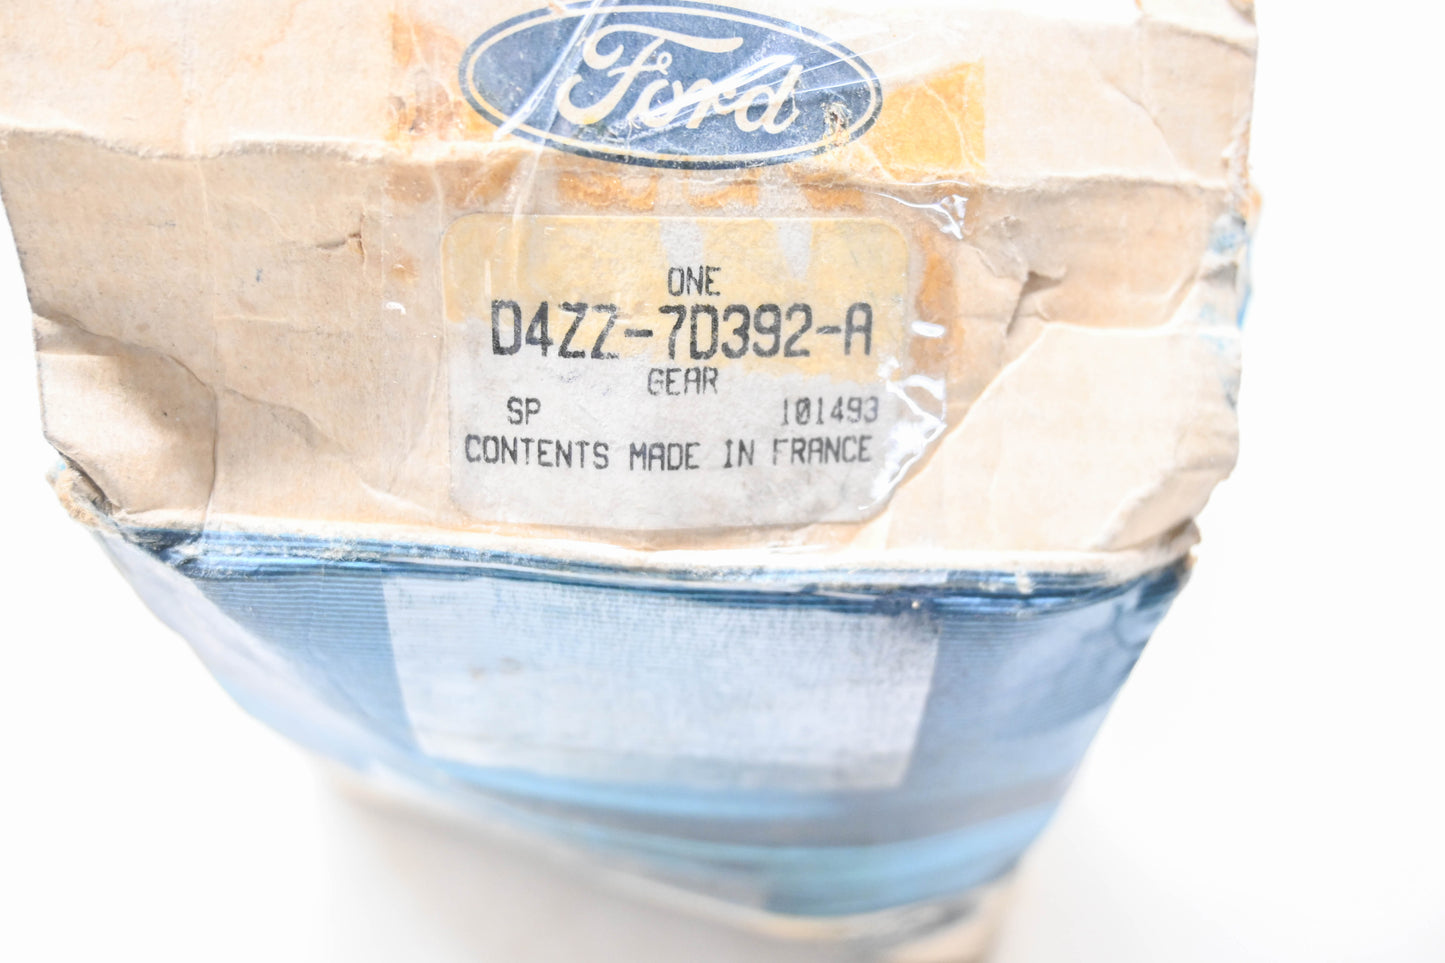 Ford
ONE
D4ZZ-7D392-A
GEAR
SP 101493
CONTENTS MADE IN FRANCE